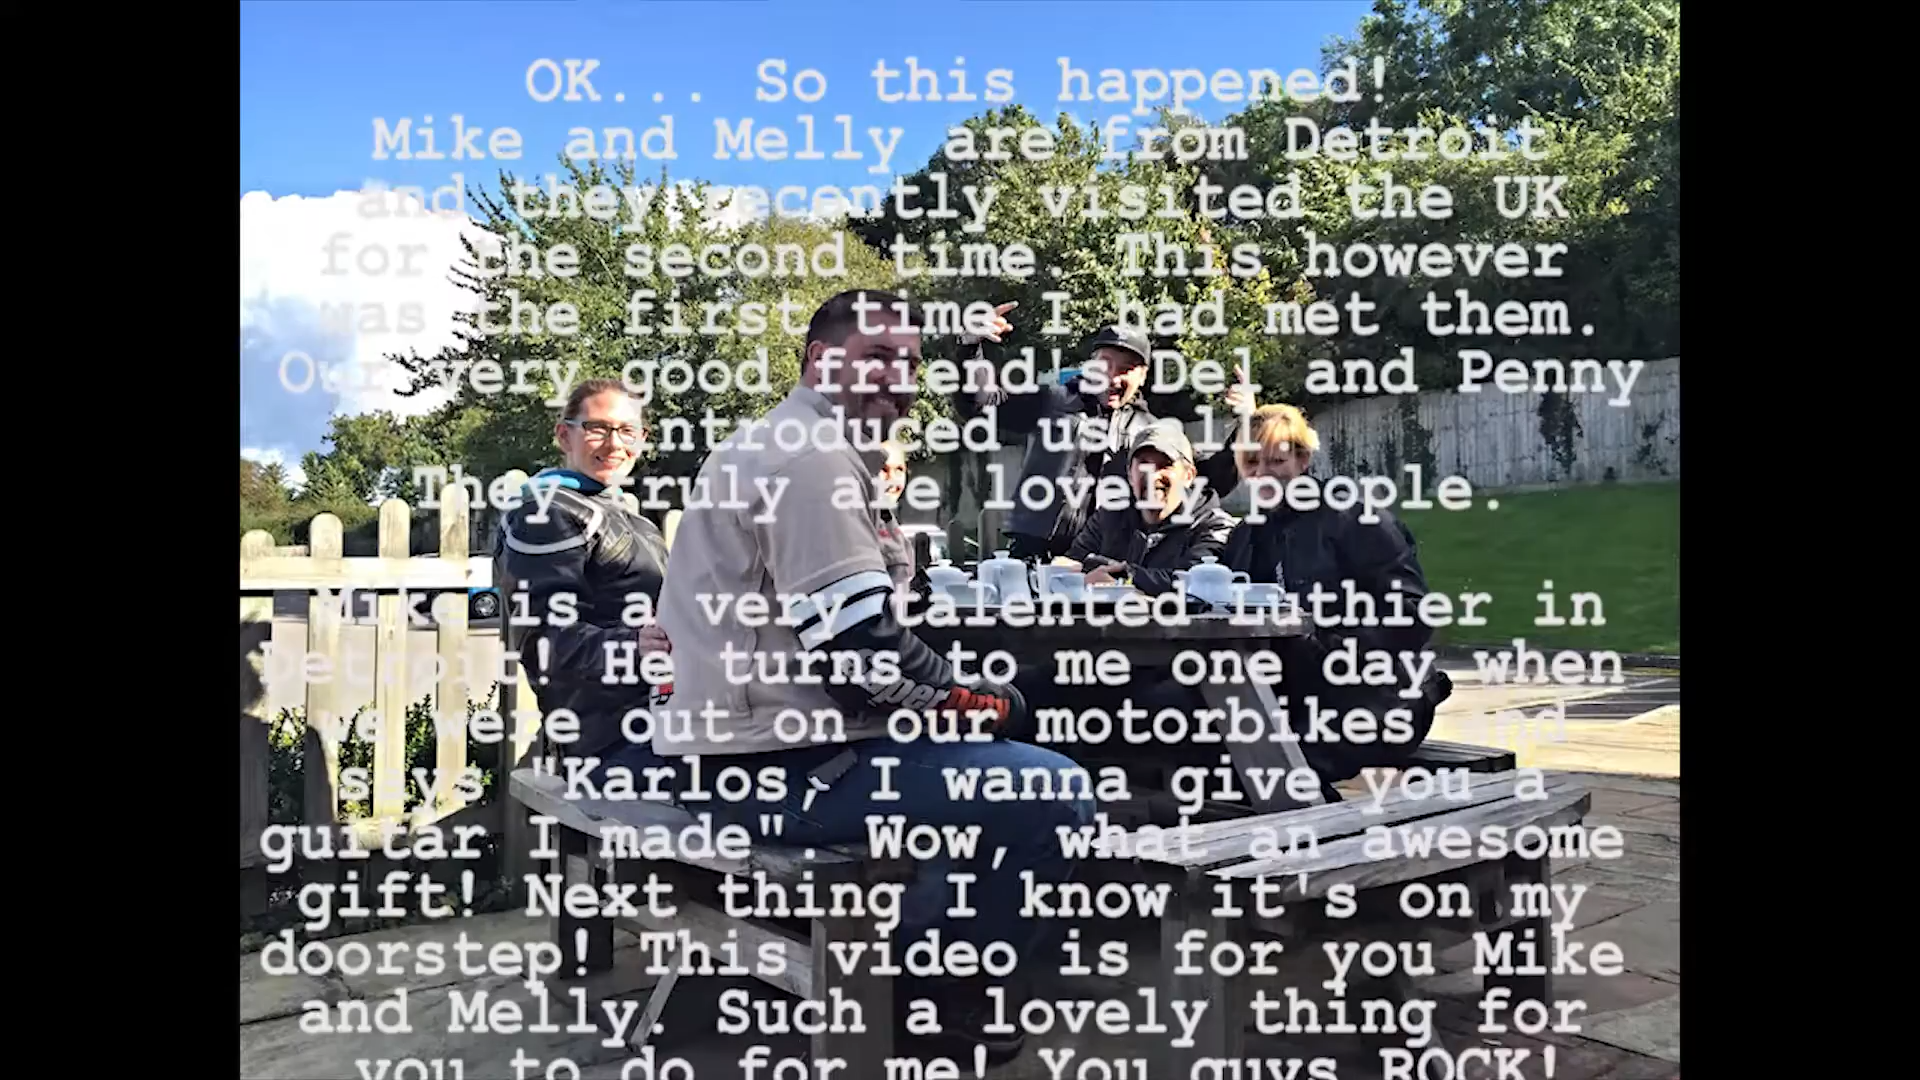 OK... So this happened!
Mike and Melly are from Detroit
and they recently visited the UK
for the second time. This however
was the first time I had met them.
Our very good friend's Del and Penny
introduced us all.
They truly are lovely people.
Mike is a very talented Luthier in
Detroit! He turns to me one day when
we were out on our motorbikes and
says "Karlos, I wanna give you a
guitar I made". Wow, what an awesome
gift! Next thing I know it's on my
doorstep! This video is for you Mike
and Melly. Such a lovely thing for
you to do for me! You guys ROCK!